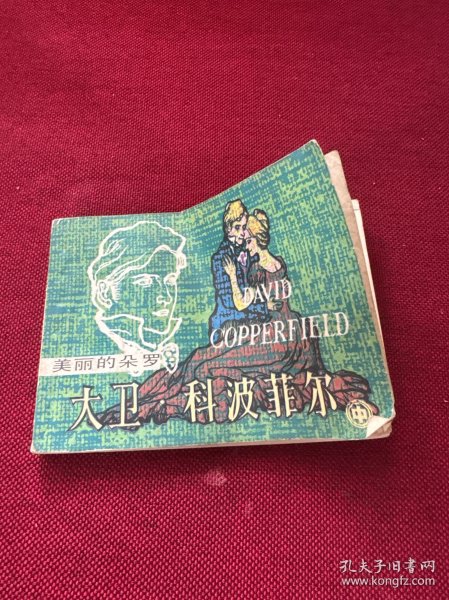 DAVID
COPPERFIELD
美丽的朵罗
大卫·科波菲尔 中
孔夫子旧书网
www.kongfz.com